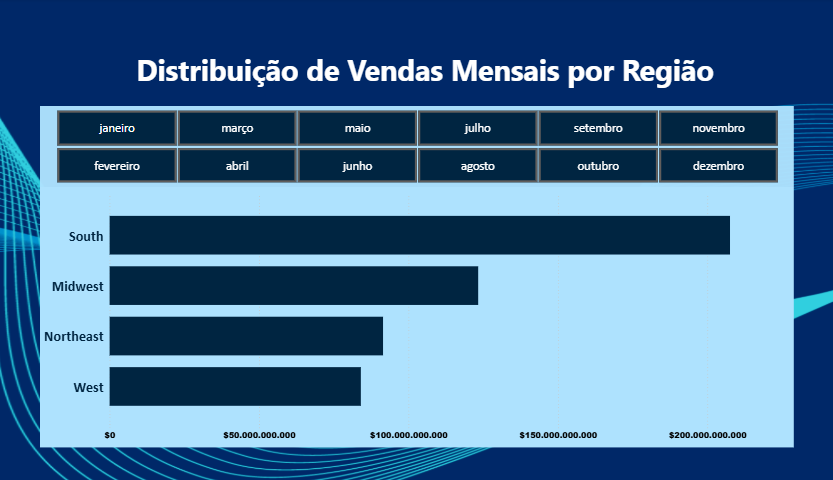 Distribuição de Vendas Mensais por Região
janeiro março maio julho setembro novembro
fevereiro abril junho agosto outubro dezembro
South
Midwest
Northeast
West
$0 $50.000.000.000 $100.000.000.000 $150.000.000.000 $200.000.000.000